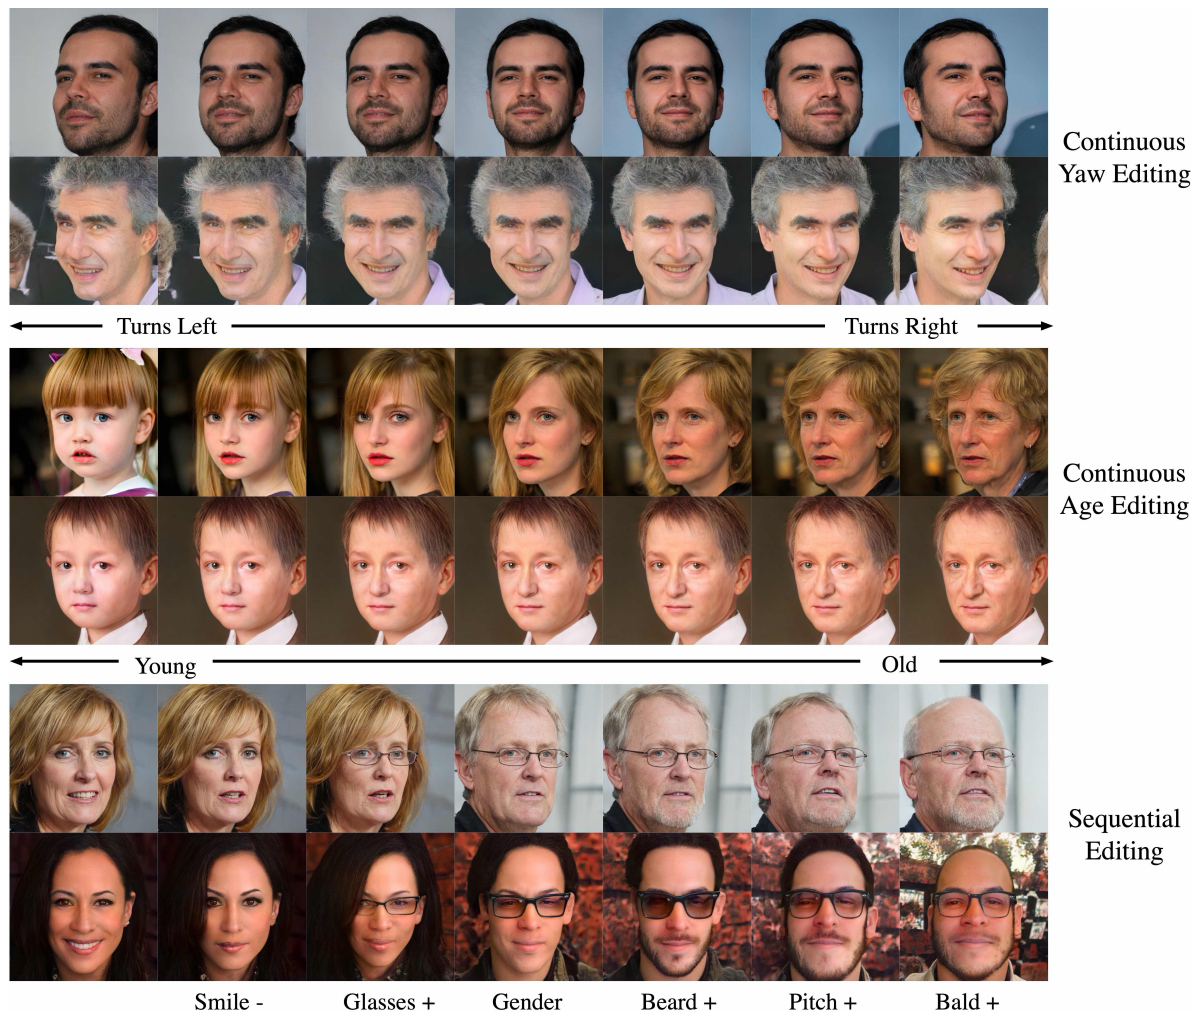 Continuous
Yaw Editing
Turns Left
Turns Right
Continuous
Age Editing
Young
Old
Sequential
Editing
Smile -
Glasses +
Gender
Beard +
Pitch +
Bald +